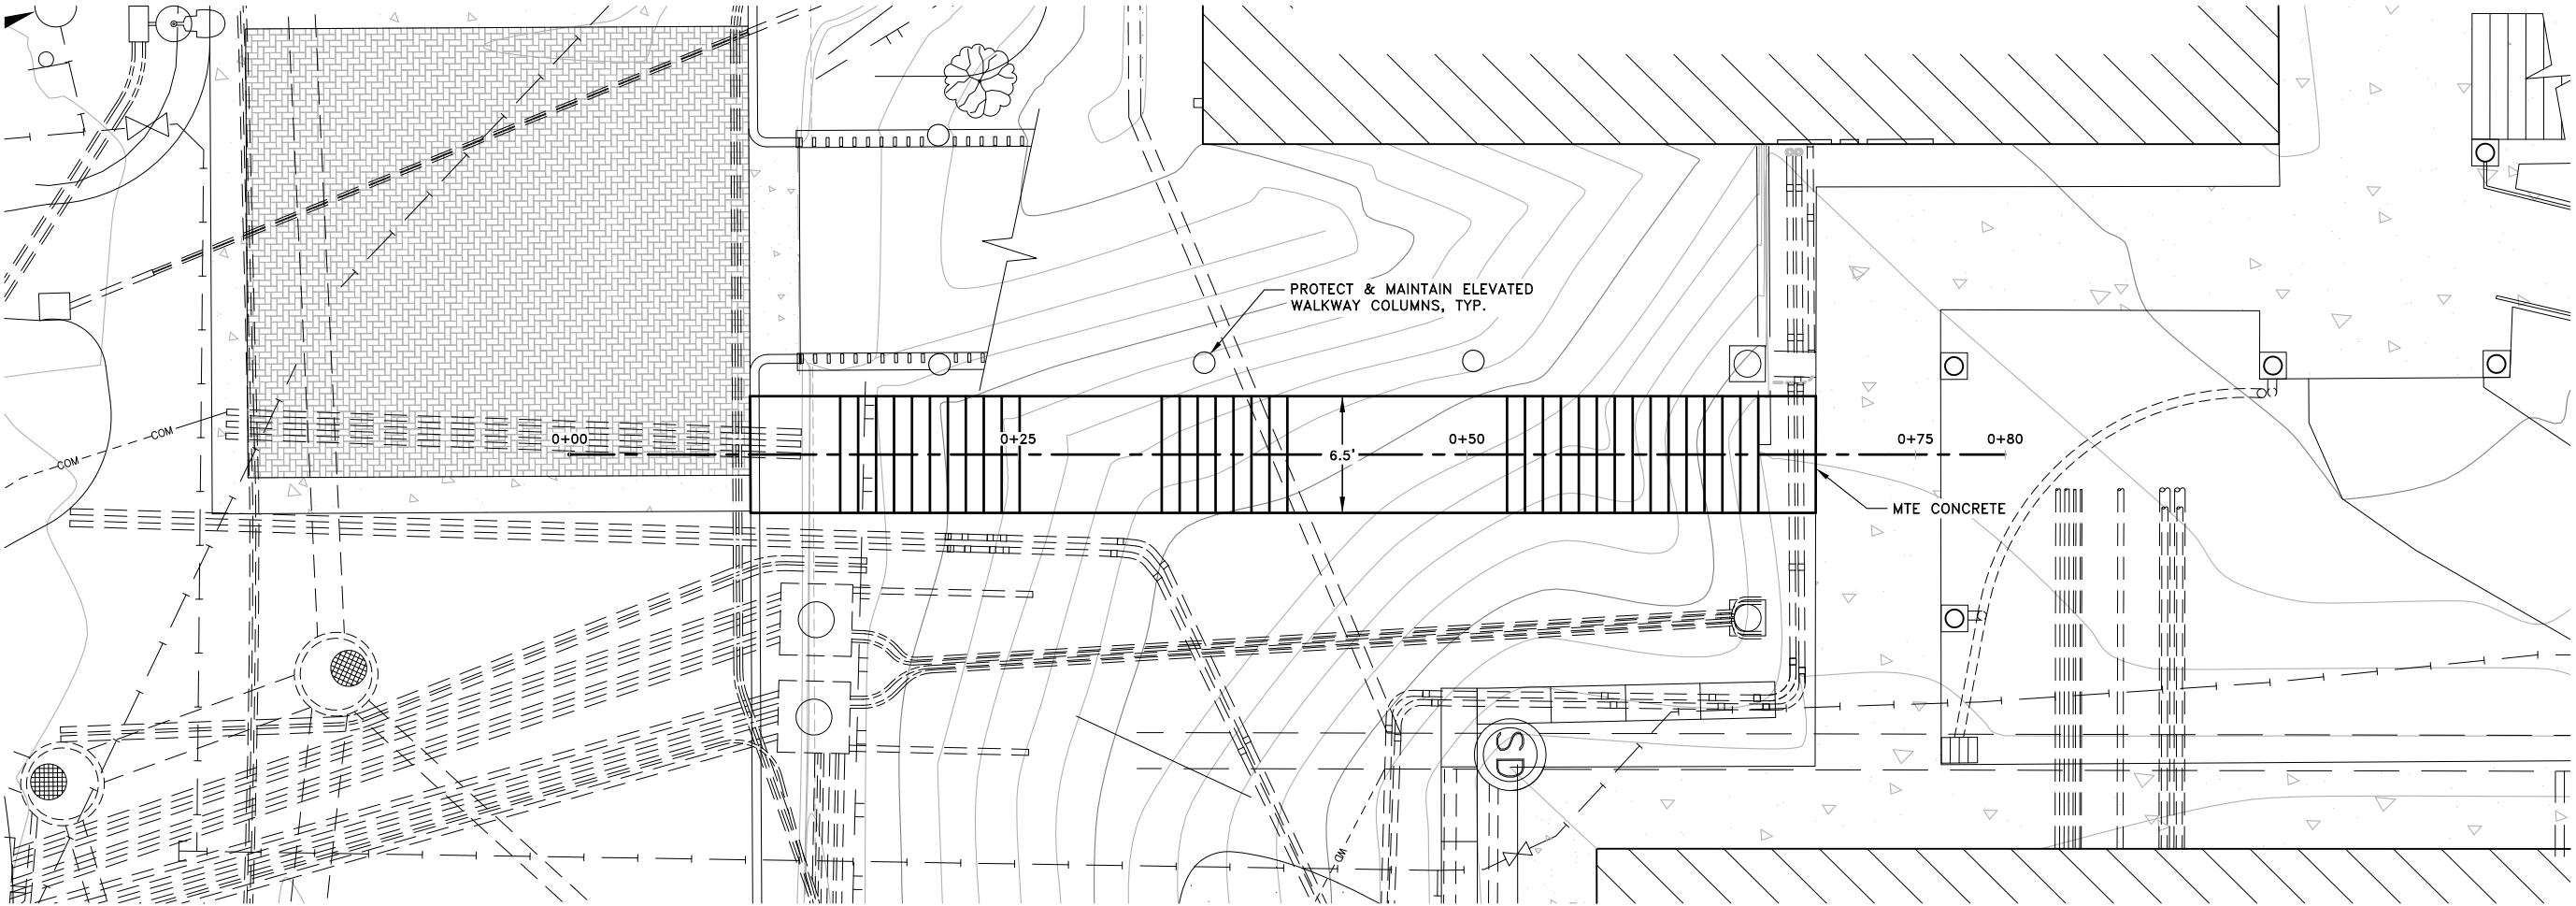 PROTECT & MAINTAIN ELEVATED
WALKWAY COLUMNS, TYP.
COM
COM
0+00
0+25
6.5'
0+50
0+75
0+80
MTE CONCRETE
SD
WD